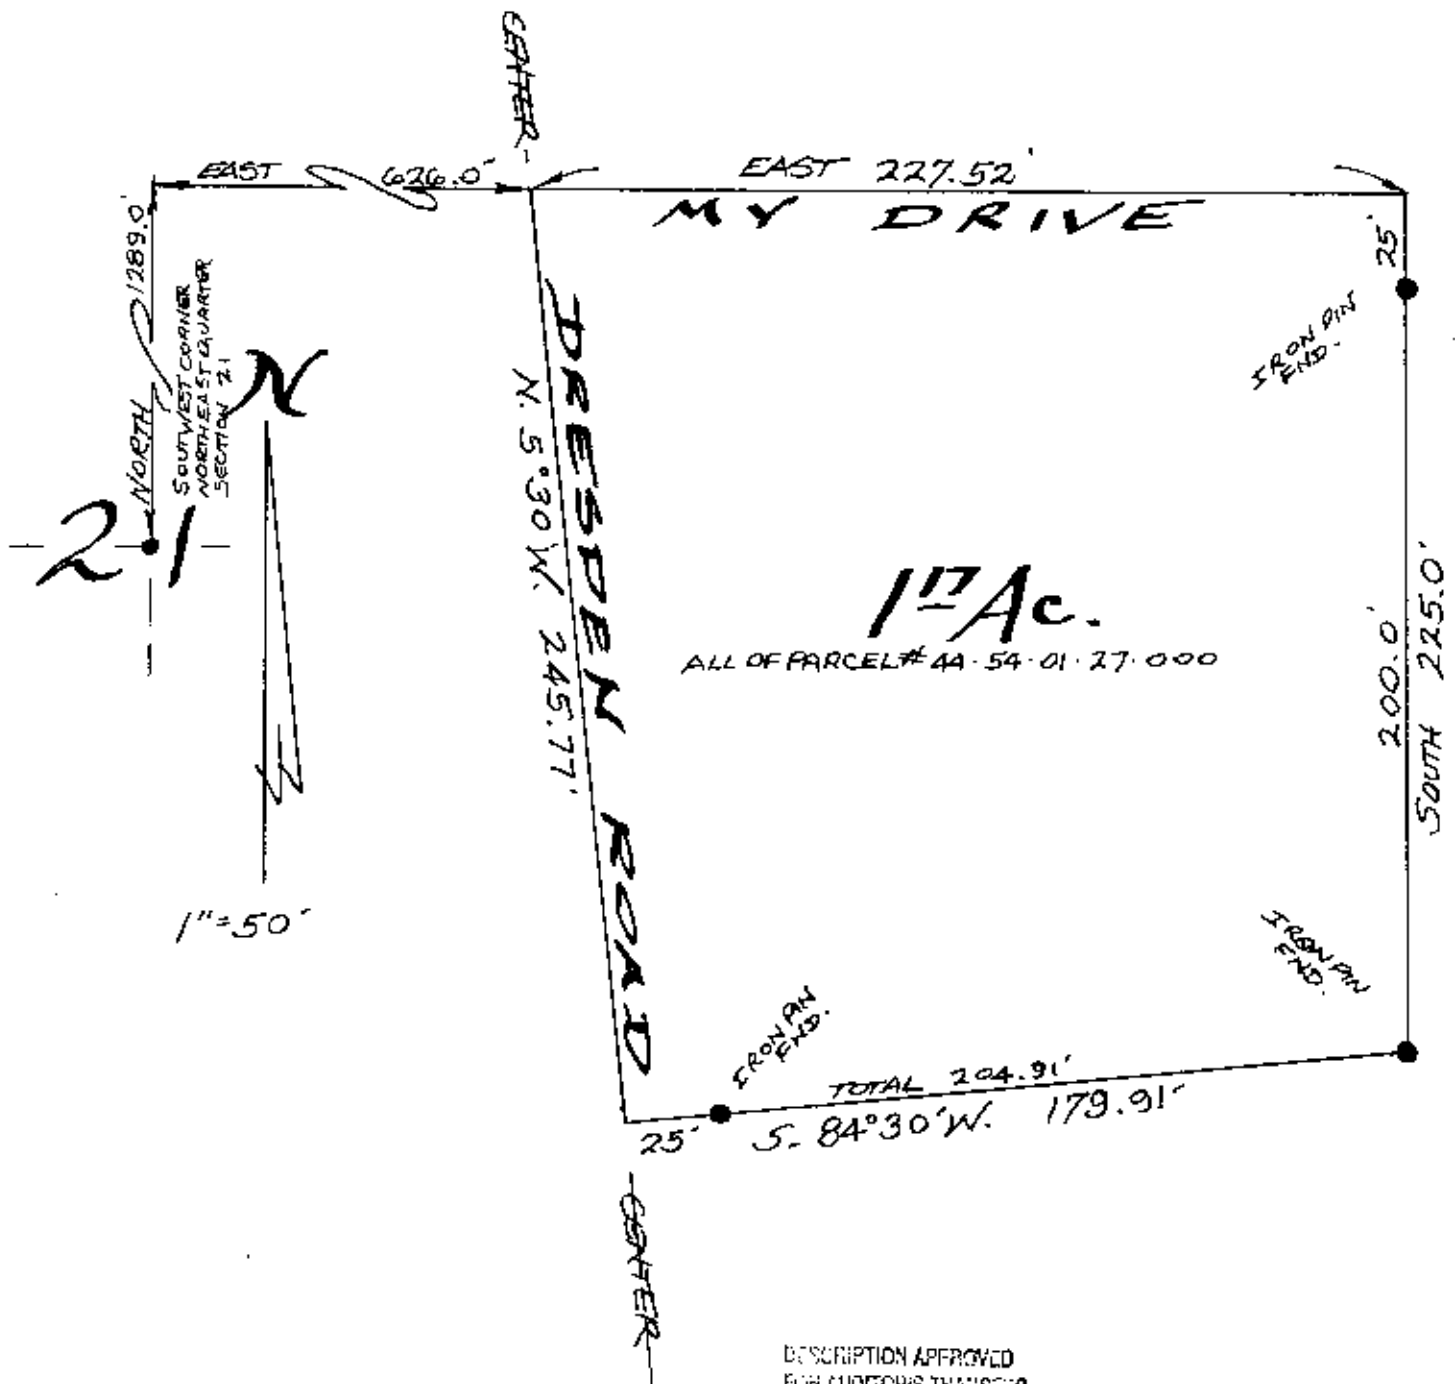 CENTER
EAST 626.0'
EAST 227.52'
MY DRIVE
25'
NORTH 1289.0'
SOUTWEST CORNER
NORTHEAST QUARTER
SECTION 21
N
21
IRON PIN
FND.
DRESDEN ROAD
N. 5°30'W. 245.77'
1 17 Ac.
ALL OF PARCEL # 44-54-01-27-000
200.0'
SOUTH 225.0'
1"=50'
IRON PIN
FND.
IRON PIN
FND.
TOTAL 204.91'
25'
S. 84°30'W. 179.91'
CENTER
DESCRIPTION APPROVED